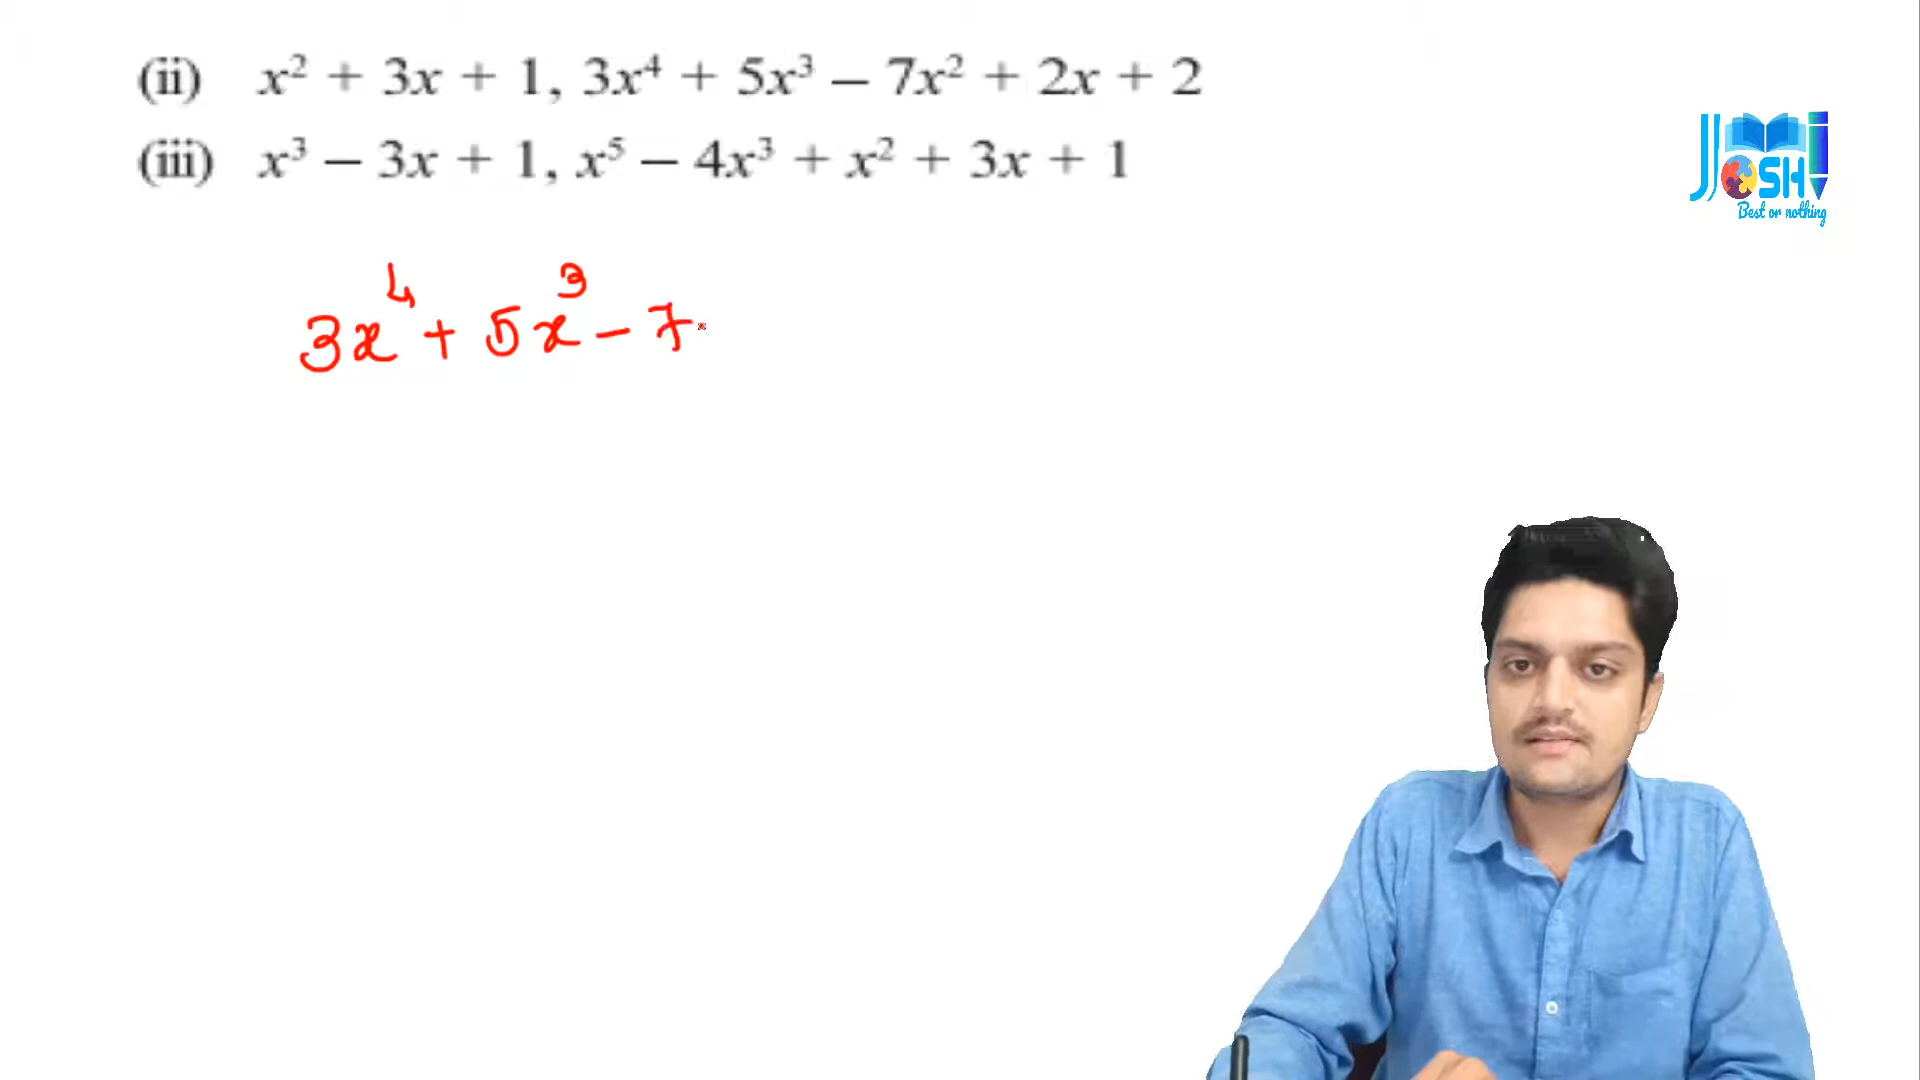 (ii) x² + 3x + 1, 3x⁴ + 5x³ – 7x² + 2x + 2
(iii) x³ – 3x + 1, x⁵ – 4x³ + x² + 3x + 1
JOSHI
Best or nothing
3x⁴ + 5x³ – 7